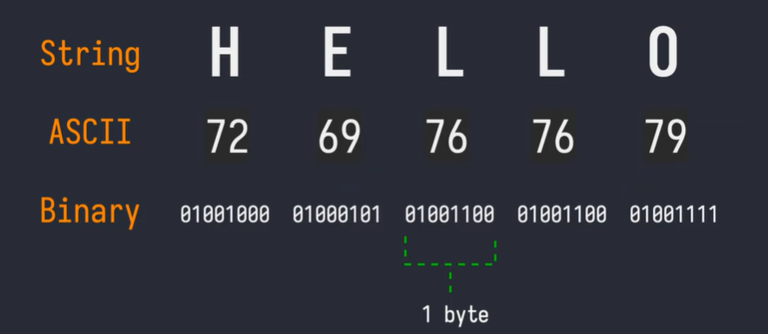 String H E L L O
ASCII 72 69 76 76 79
Binary 01001000 01000101 01001100 01001100 01001111
1 byte